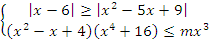 |x − 6| ≥ |x² − 5x + 9|
(x² − x + 4)(x⁴ + 16) ≤ mx³